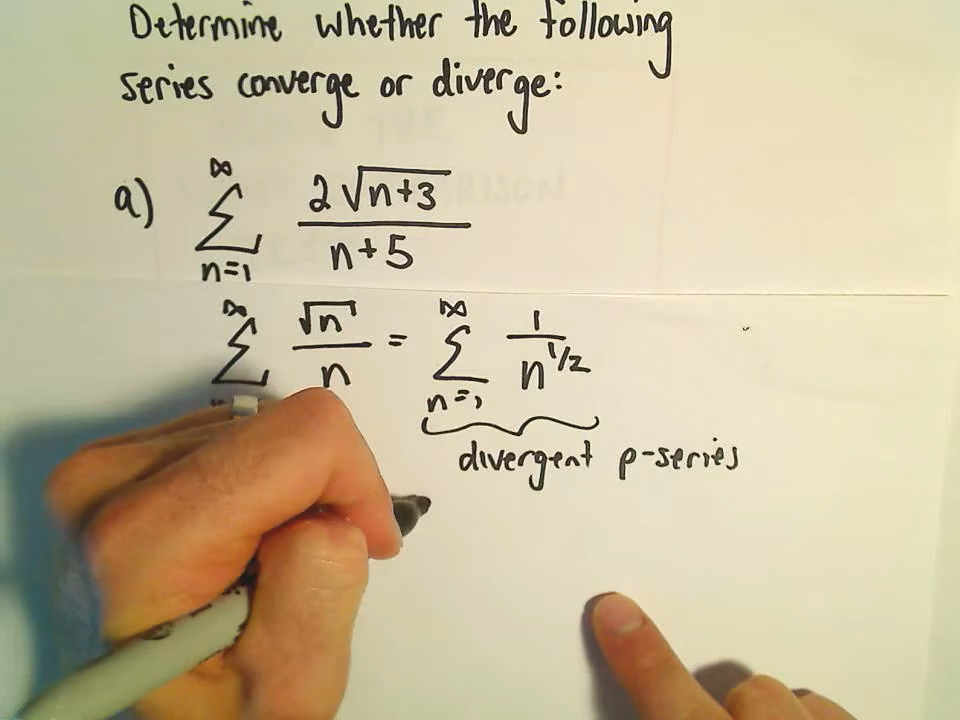 Determine whether the following
series converge or diverge:
a) ∞ ∑ n=1 2√(n+3) / (n+5)
∞ ∑ √n / n = ∞ ∑ n=1 1 / n^(1/2)
divergent p-series